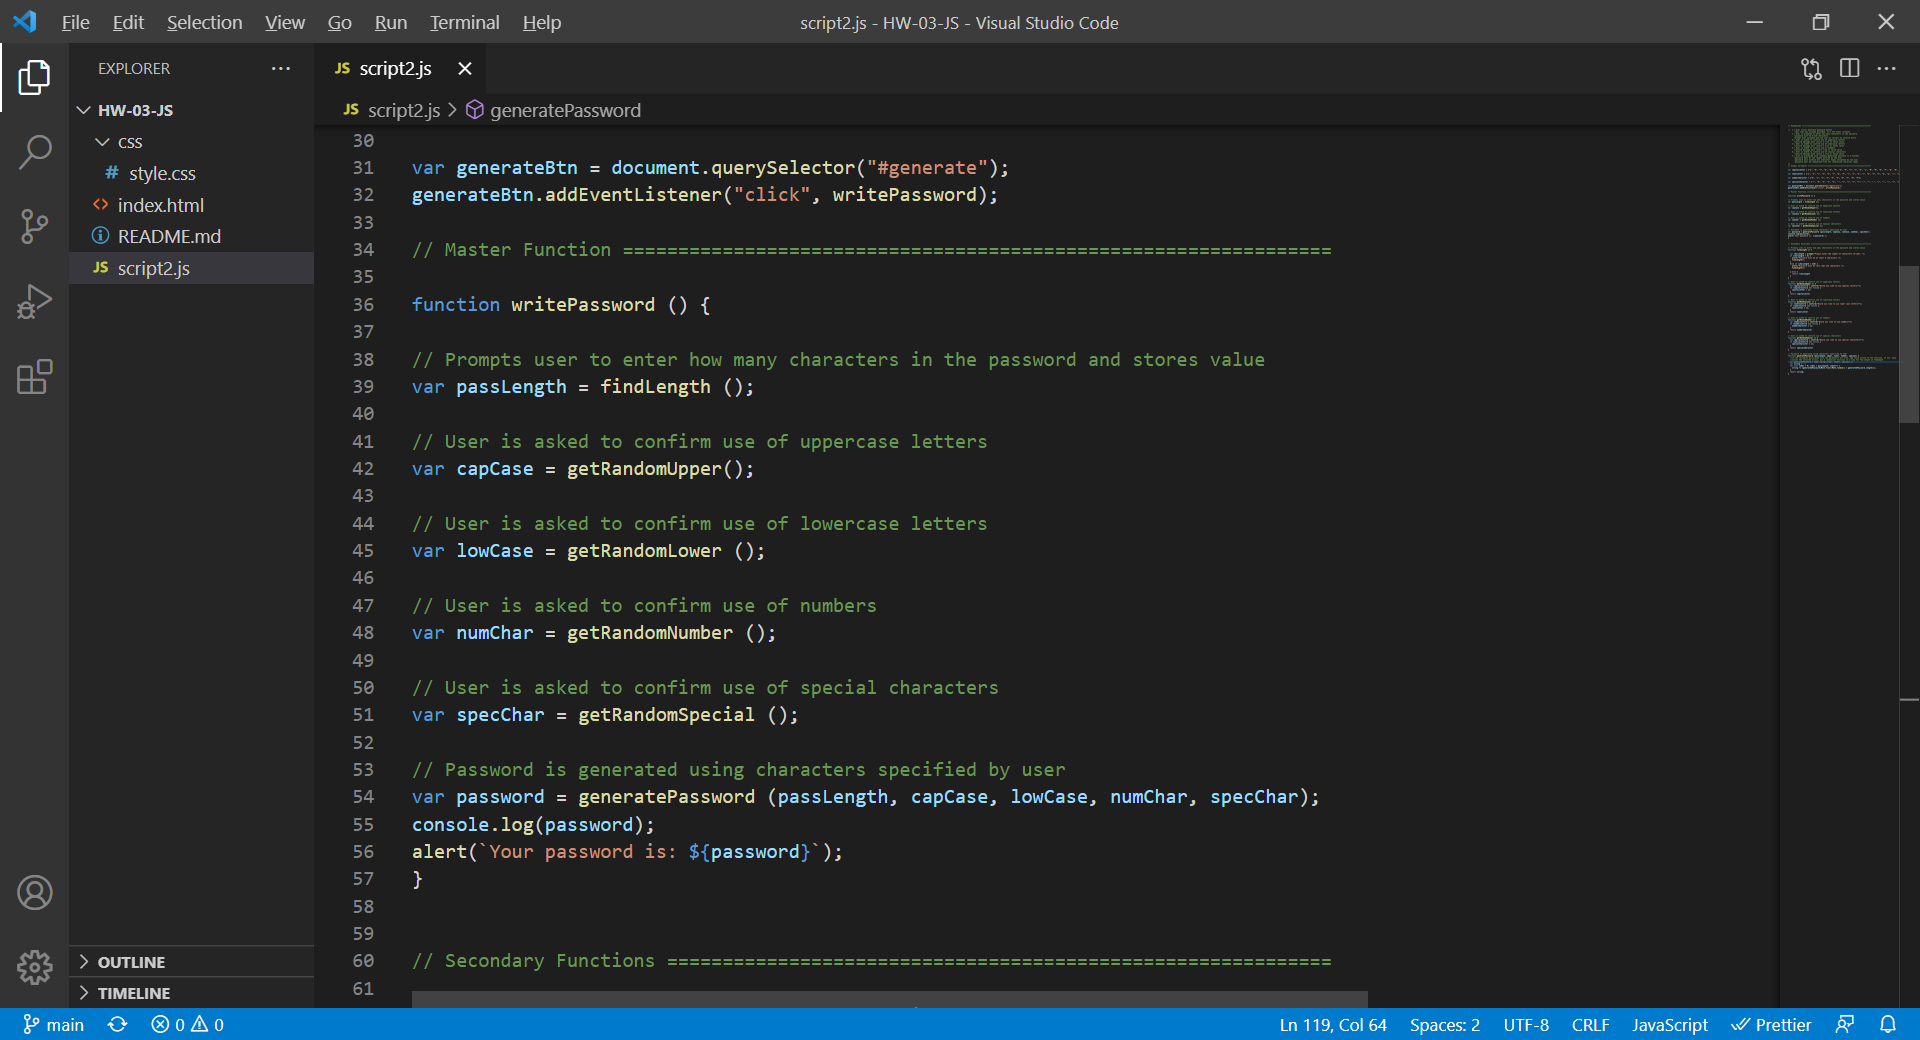 File Edit Selection View Go Run Terminal Help
script2.js - HW-03-JS - Visual Studio Code
EXPLORER
HW-03-JS
css
# style.css
<> index.html
README.md
JS script2.js
OUTLINE
TIMELINE
JS script2.js
JS script2.js > generatePassword
30
31 var generateBtn = document.querySelector("#generate");
32 generateBtn.addEventListener("click", writePassword);
33
34 // Master Function ================================================================
35
36 function writePassword () {
37
38 // Prompts user to enter how many characters in the password and stores value
39 var passLength = findLength ();
40
41 // User is asked to confirm use of uppercase letters
42 var capCase = getRandomUpper();
43
44 // User is asked to confirm use of lowercase letters
45 var lowCase = getRandomLower ();
46
47 // User is asked to confirm use of numbers
48 var numChar = getRandomNumber ();
49
50 // User is asked to confirm use of special characters
51 var specChar = getRandomSpecial ();
52
53 // Password is generated using characters specified by user
54 var password = generatePassword (passLength, capCase, lowCase, numChar, specChar);
55 console.log(password);
56 alert(`Your password is: ${password}`);
57 }
58
59
60 // Secondary Functions ============================================================
61
main 0 0 Ln 119, Col 64 Spaces: 2 UTF-8 CRLF JavaScript Prettier